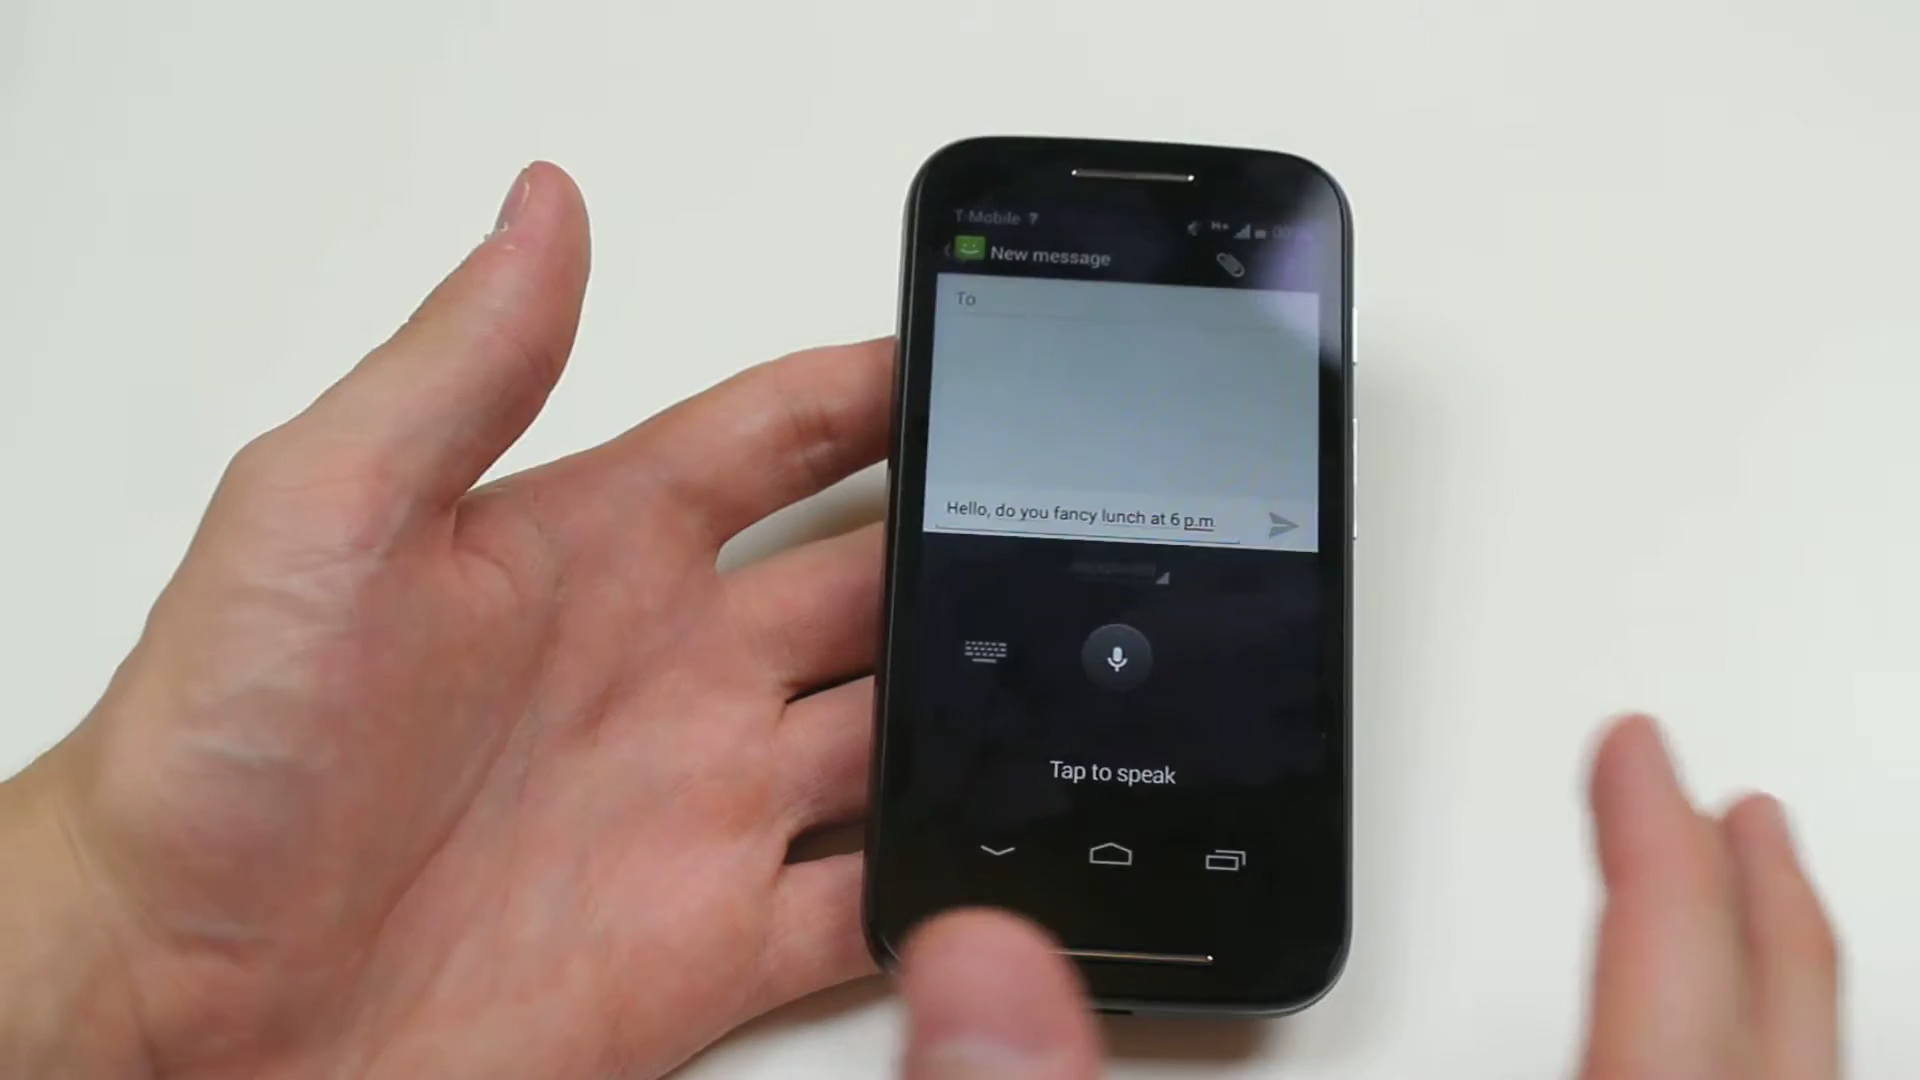 T-Mobile ?
H+
New message
To
Hello, do you fancy lunch at 6 p.m.
Tap to speak